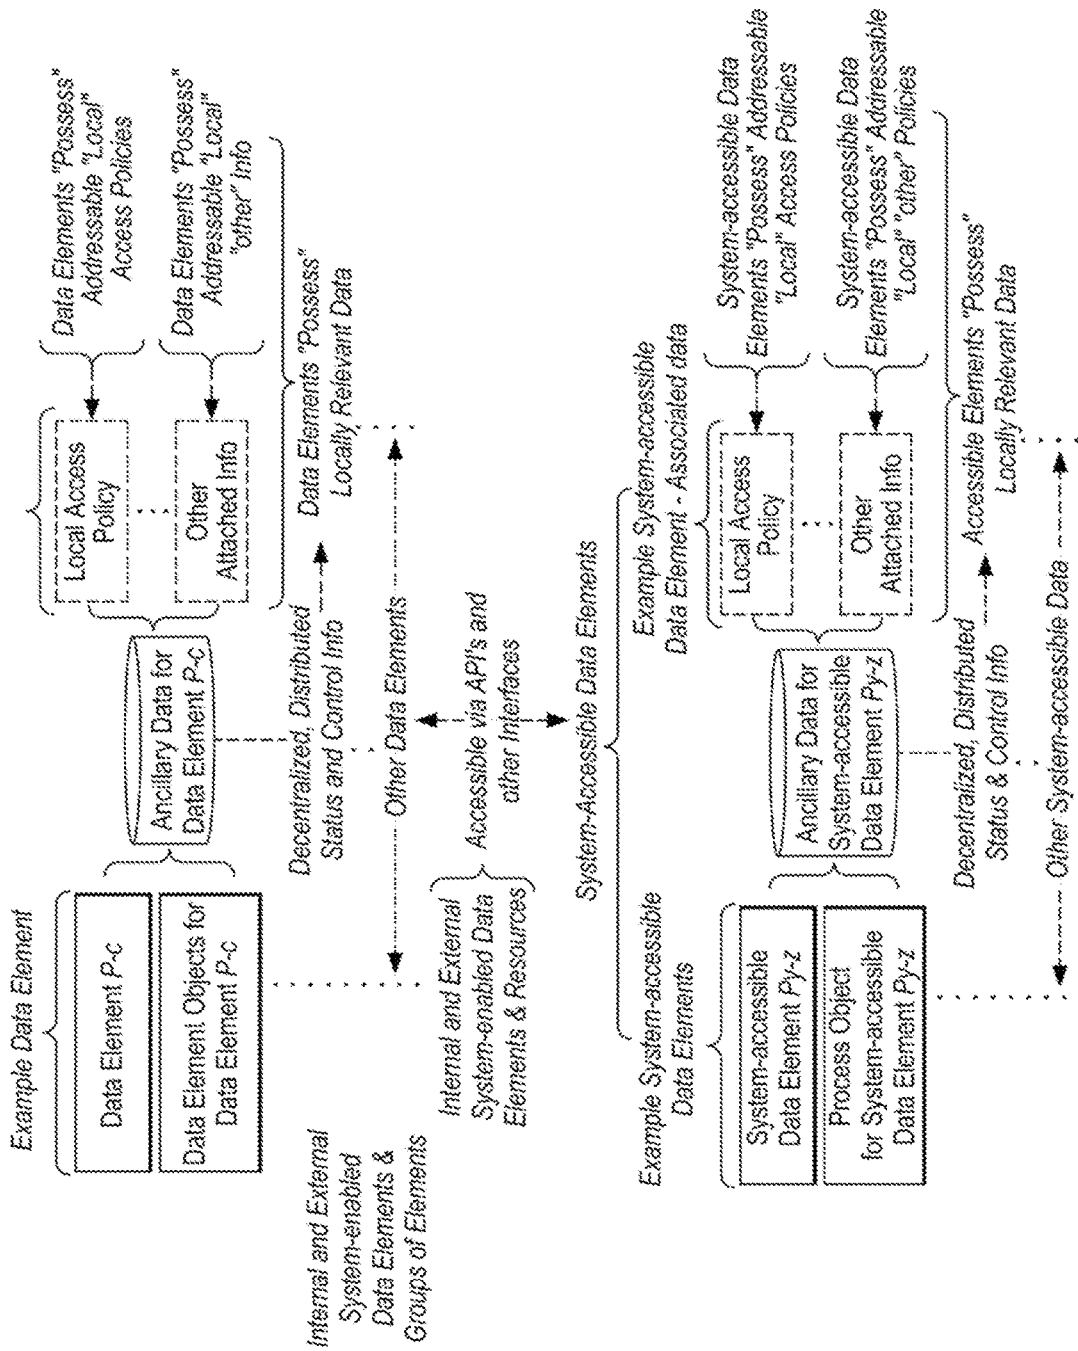 Example Data Element
Data Element P-c
Data Element Objects for
Data Element P-c
Ancillary Data for
Data Element P-c
Local Access
Policy
Other
Attached Info
Data Elements "Possess"
Addressable "Local"
Access Policies
Data Elements "Possess"
Addressable "Local"
"other" Info
Internal and External
System-enabled
Data Elements &
Groups of Elements
Decentralized, Distributed
Status and Control Info
Data Elements "Possess"
Locally Relevant Data
Other Data Elements
Internal and External
System-enabled Data
Elements & Resources
Accessible via API's and
other Interfaces
System-Accessible Data Elements
Example System-accessible
Data Elements
Example System-accessible
Data Element - Associated data
System-accessible
Data Element Py-z
Process Object
for System-accessible
Data Element Py-z
Ancillary Data for
System-accessible
Data Element Py-z
Local Access
Policy
Other
Attached Info
System-accessible Data
Elements "Possess" Addressable
"Local" Access Policies
System-accessible Data
Elements "Possess" Addressable
"Local" "other" Policies
Decentralized, Distributed
Status & Control Info
Accessible Elements "Possess"
Locally Relevant Data
Other System-accessible Data